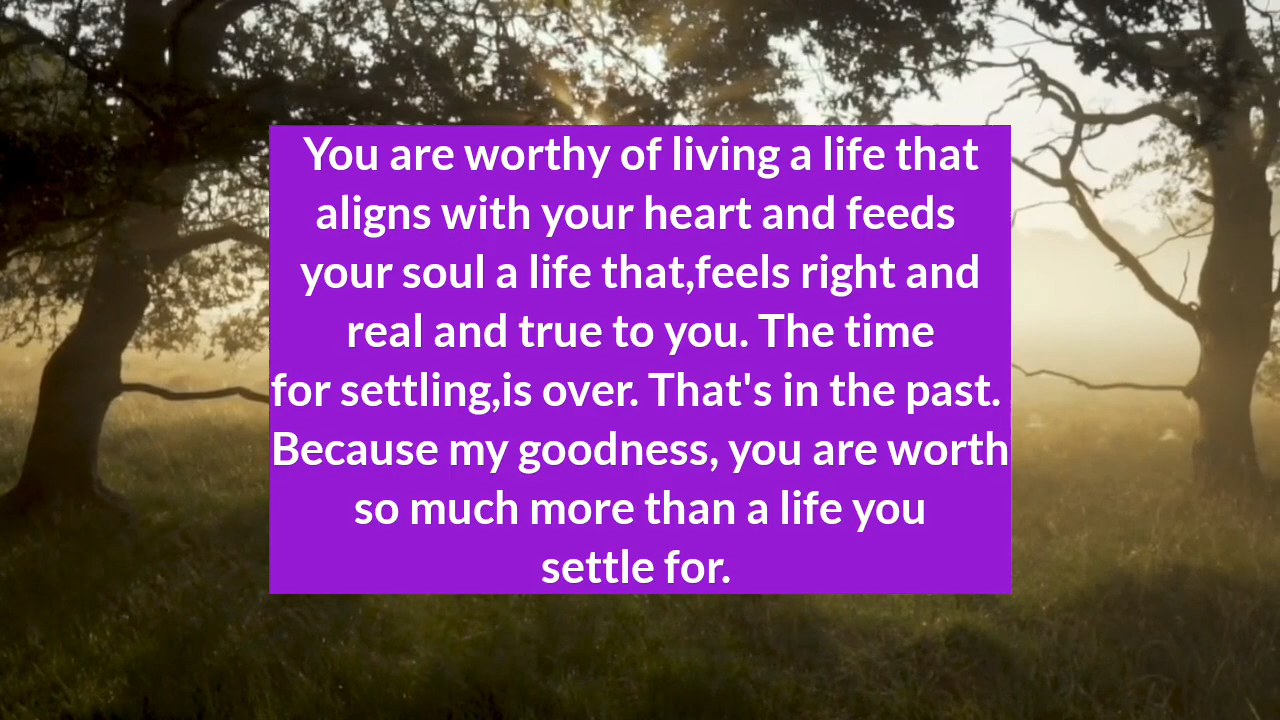 You are worthy of living a life that
aligns with your heart and feeds
your soul a life that,feels right and
real and true to you. The time
for settling,is over. That's in the past.
Because my goodness, you are worth
so much more than a life you
settle for.